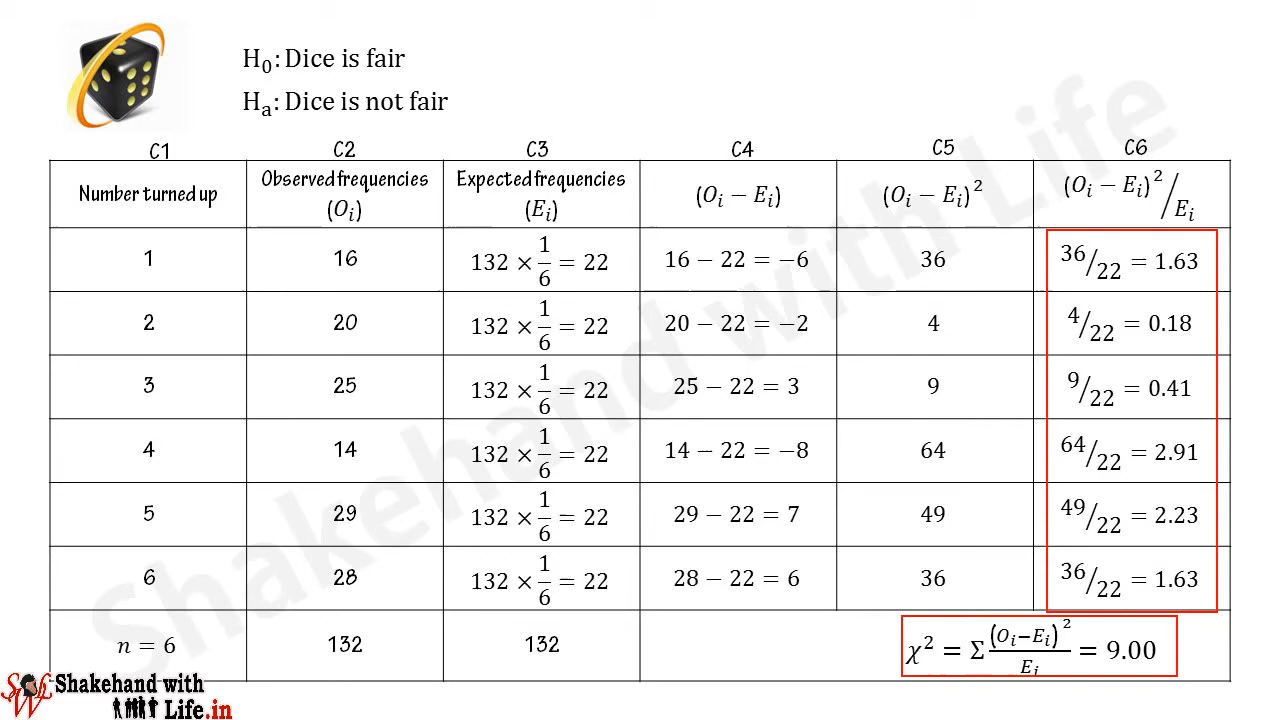 H₀: Dice is fair
Hₐ: Dice is not fair
C1 C2 C3 C4 C5 C6
Number turned up Observed frequencies (Oᵢ) Expected frequencies (Eᵢ) (Oᵢ − Eᵢ) (Oᵢ − Eᵢ)² (Oᵢ − Eᵢ)²/Eᵢ
1 16 132 × 1/6 = 22 16 − 22 = −6 36 36/22 = 1.63
2 20 132 × 1/6 = 22 20 − 22 = −2 4 4/22 = 0.18
3 25 132 × 1/6 = 22 25 − 22 = 3 9 9/22 = 0.41
4 14 132 × 1/6 = 22 14 − 22 = −8 64 64/22 = 2.91
5 29 132 × 1/6 = 22 29 − 22 = 7 49 49/22 = 2.23
6 28 132 × 1/6 = 22 28 − 22 = 6 36 36/22 = 1.63
n = 6 132 132 χ² = Σ (Oᵢ−Eᵢ)²/Eᵢ = 9.00
Shakehand with Life
SwL Shakehand with
Life.in